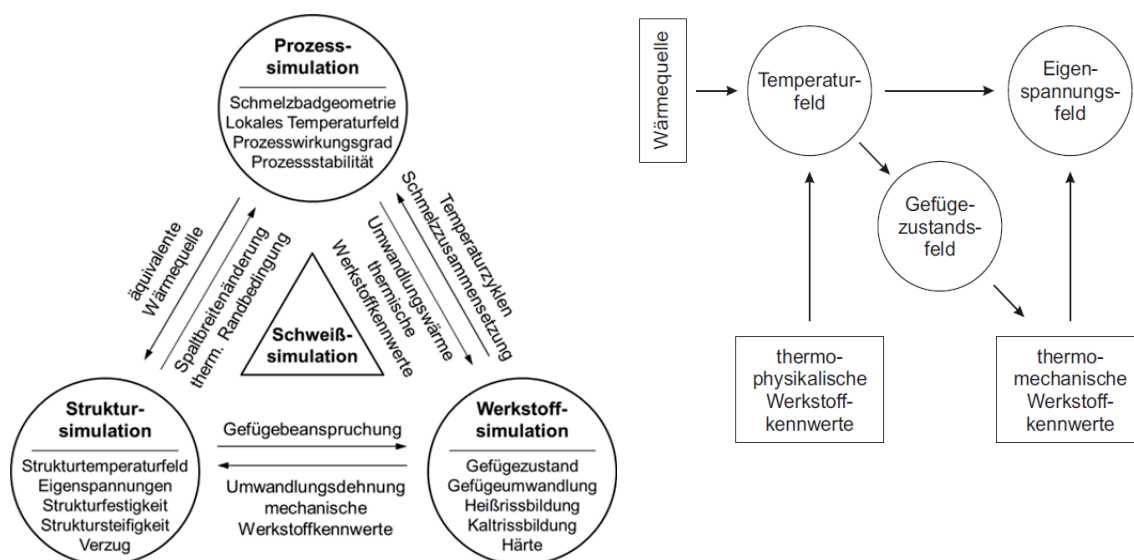 Prozess-
simulation
Schmelzbadgeometrie
Lokales Temperaturfeld
Prozesswirkungsgrad
Prozessstabilität
äquivalente
Wärmequelle
Spaltbreitenänderung
therm. Randbedingung
Temperaturzyklen
Schmelzzusammensetzung
Umwandlungswärme
thermische
Werkstoffkennwerte
Schweiß-
simulation
Struktur-
simulation
Strukturtemperaturfeld
Eigenspannungen
Strukturfestigkeit
Struktursteifigkeit
Verzug
Gefügebeanspruchung
Umwandlungsdehnung
mechanische
Werkstoffkennwerte
Werkstoff-
simulation
Gefügezustand
Gefügeumwandlung
Heißrissbildung
Kaltrissbildung
Härte
Wärmequelle
Temperatur-
feld
Eigen-
spannungs-
feld
Gefüge-
zustands-
feld
thermo-
physikalische
Werkstoff-
kennwerte
thermo-
mechanische
Werkstoff-
kennwerte